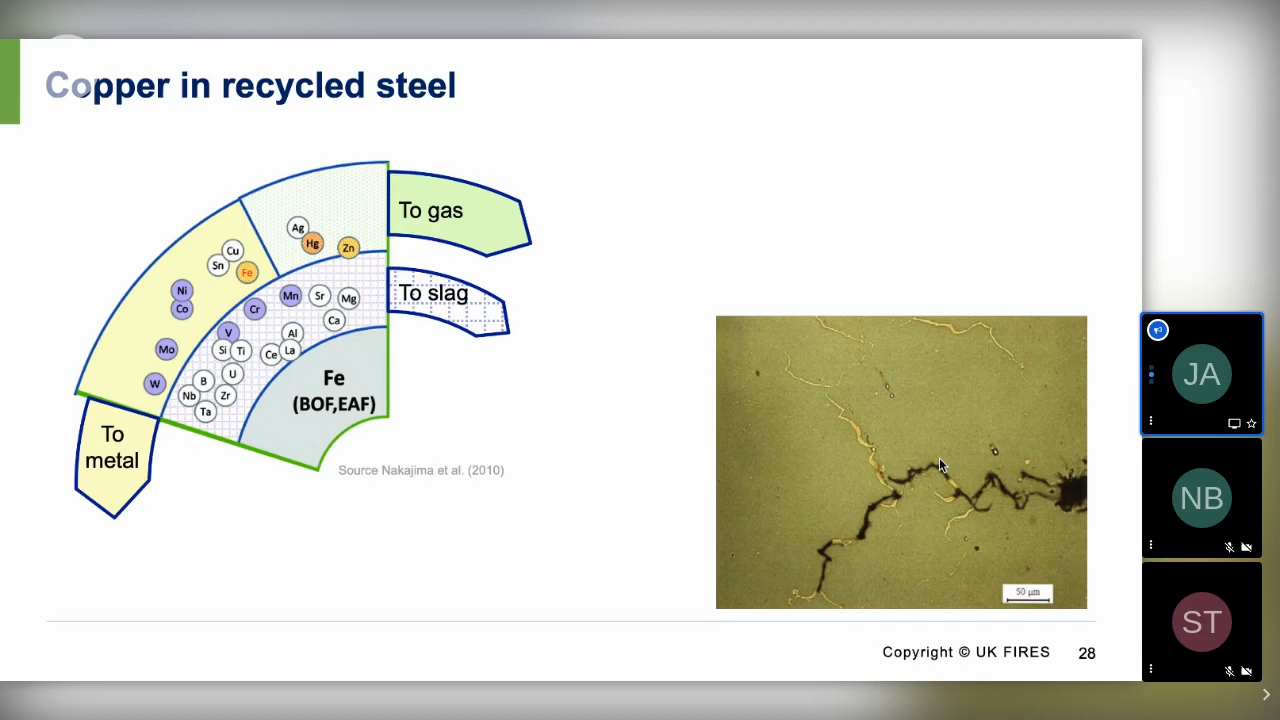 Copper in recycled steel
To gas
Ag
Hg
Zn
Cu
Sn
Fe
Ni
Co
To slag
Mn
Sr
Mg
Cr
Ca
V
Al
Si
Ti
Ce
La
Mo
U
W
B
Nb
Zr
Ta
Fe
(BOF,EAF)
To
metal
Source Nakajima et al. (2010)
50 μm
Copyright © UK FIRES
28
JA
NB
ST